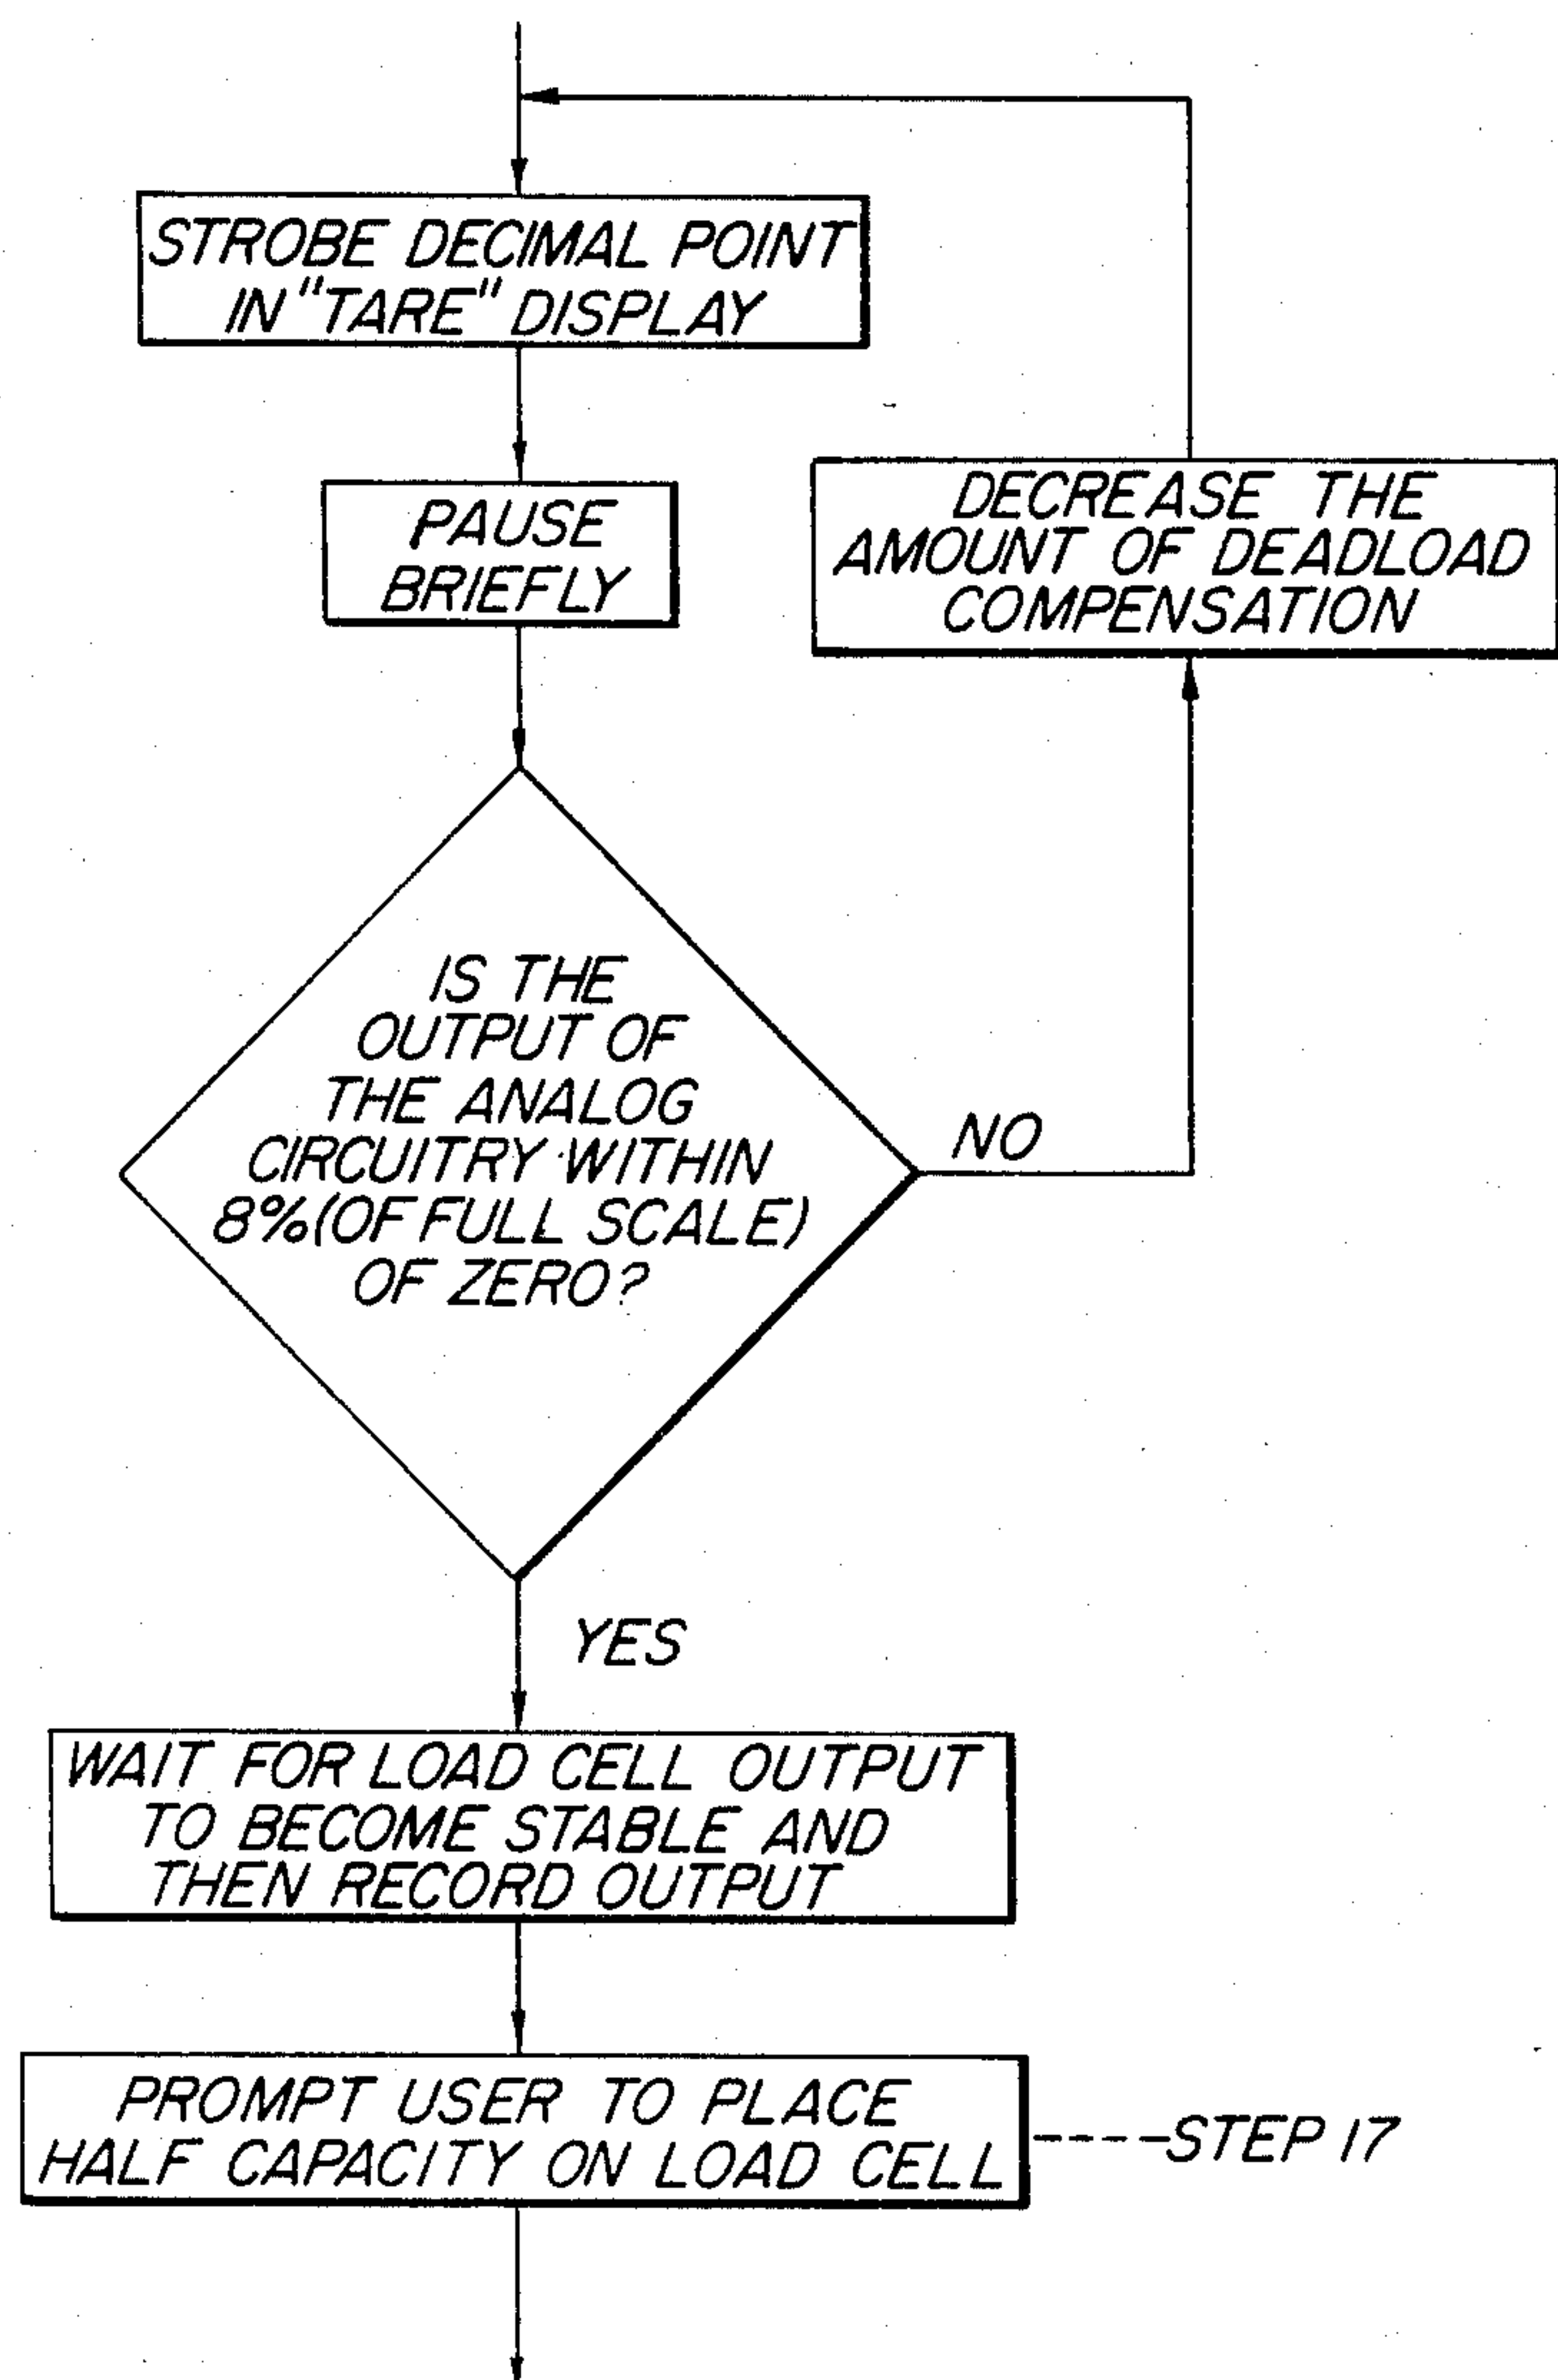 STROBE DECIMAL POINT
IN "TARE" DISPLAY
PAUSE
BRIEFLY
DECREASE THE
AMOUNT OF DEADLOAD
COMPENSATION
IS THE
OUTPUT OF
THE ANALOG
CIRCUITRY WITHIN
8% (OF FULL SCALE)
OF ZERO?
NO
YES
WAIT FOR LOAD CELL OUTPUT
TO BECOME STABLE AND
THEN RECORD OUTPUT
PROMPT USER TO PLACE
HALF CAPACITY ON LOAD CELL
STEP 17